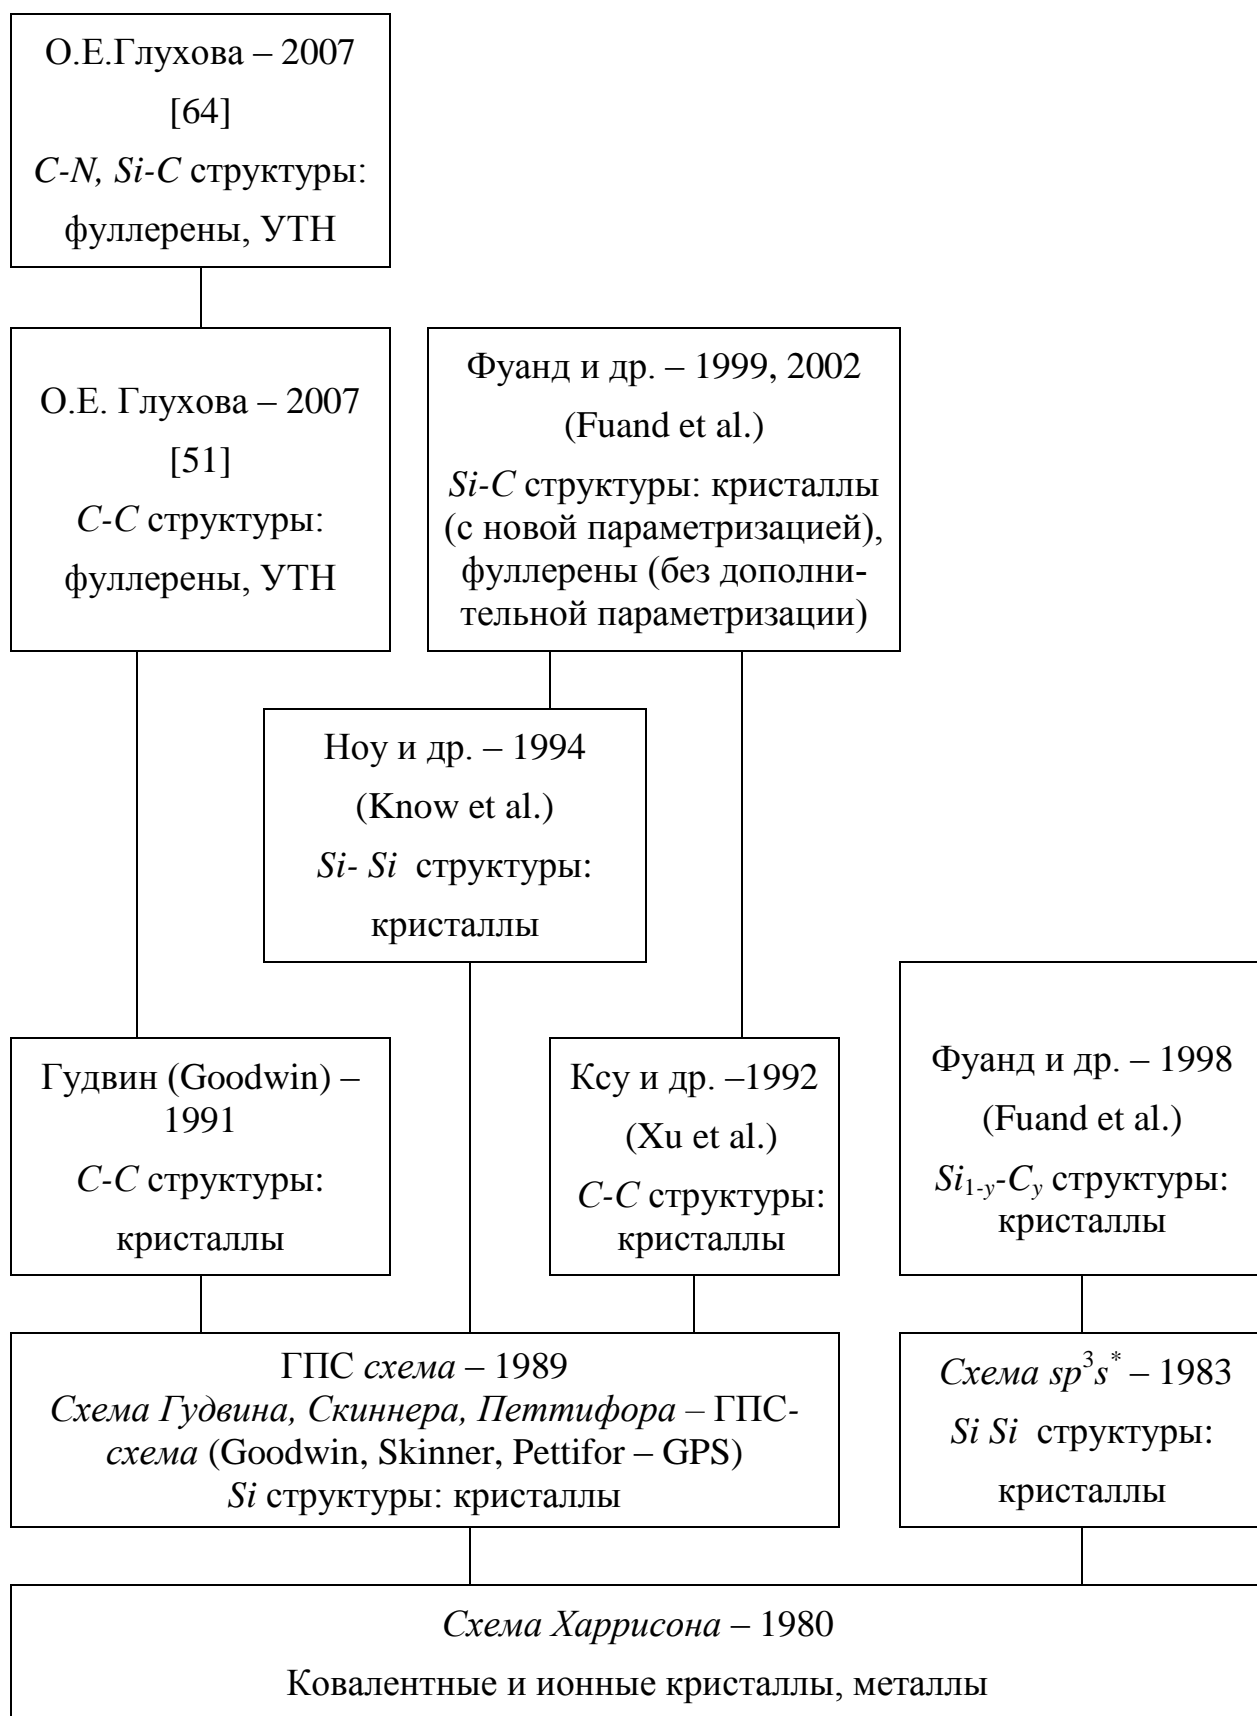 О.Е.Глухова – 2007
[64]
C-N, Si-C структуры:
фуллерены, УТН
О.Е. Глухова – 2007
[51]
C-C структуры:
фуллерены, УТН
Фуанд и др. – 1999, 2002
(Fuand et al.)
Si-C структуры: кристаллы
(с новой параметризацией),
фуллерены (без дополни-
тельной параметризации)
Ноу и др. – 1994
(Know et al.)
Si- Si структуры:
кристаллы
Гудвин (Goodwin) –
1991
C-C структуры:
кристаллы
Ксу и др. –1992
(Xu et al.)
C-C структуры:
кристаллы
Фуанд и др. – 1998
(Fuand et al.)
Si₁₋y-Cy структуры:
кристаллы
ГПС схема – 1989
Схема Гудвина, Скиннера, Петтифора – ГПС-
схема (Goodwin, Skinner, Pettifor – GPS)
Si структуры: кристаллы
Схема sp³s* – 1983
Si Si структуры:
кристаллы
Схема Харрисона – 1980
Ковалентные и ионные кристаллы, металлы